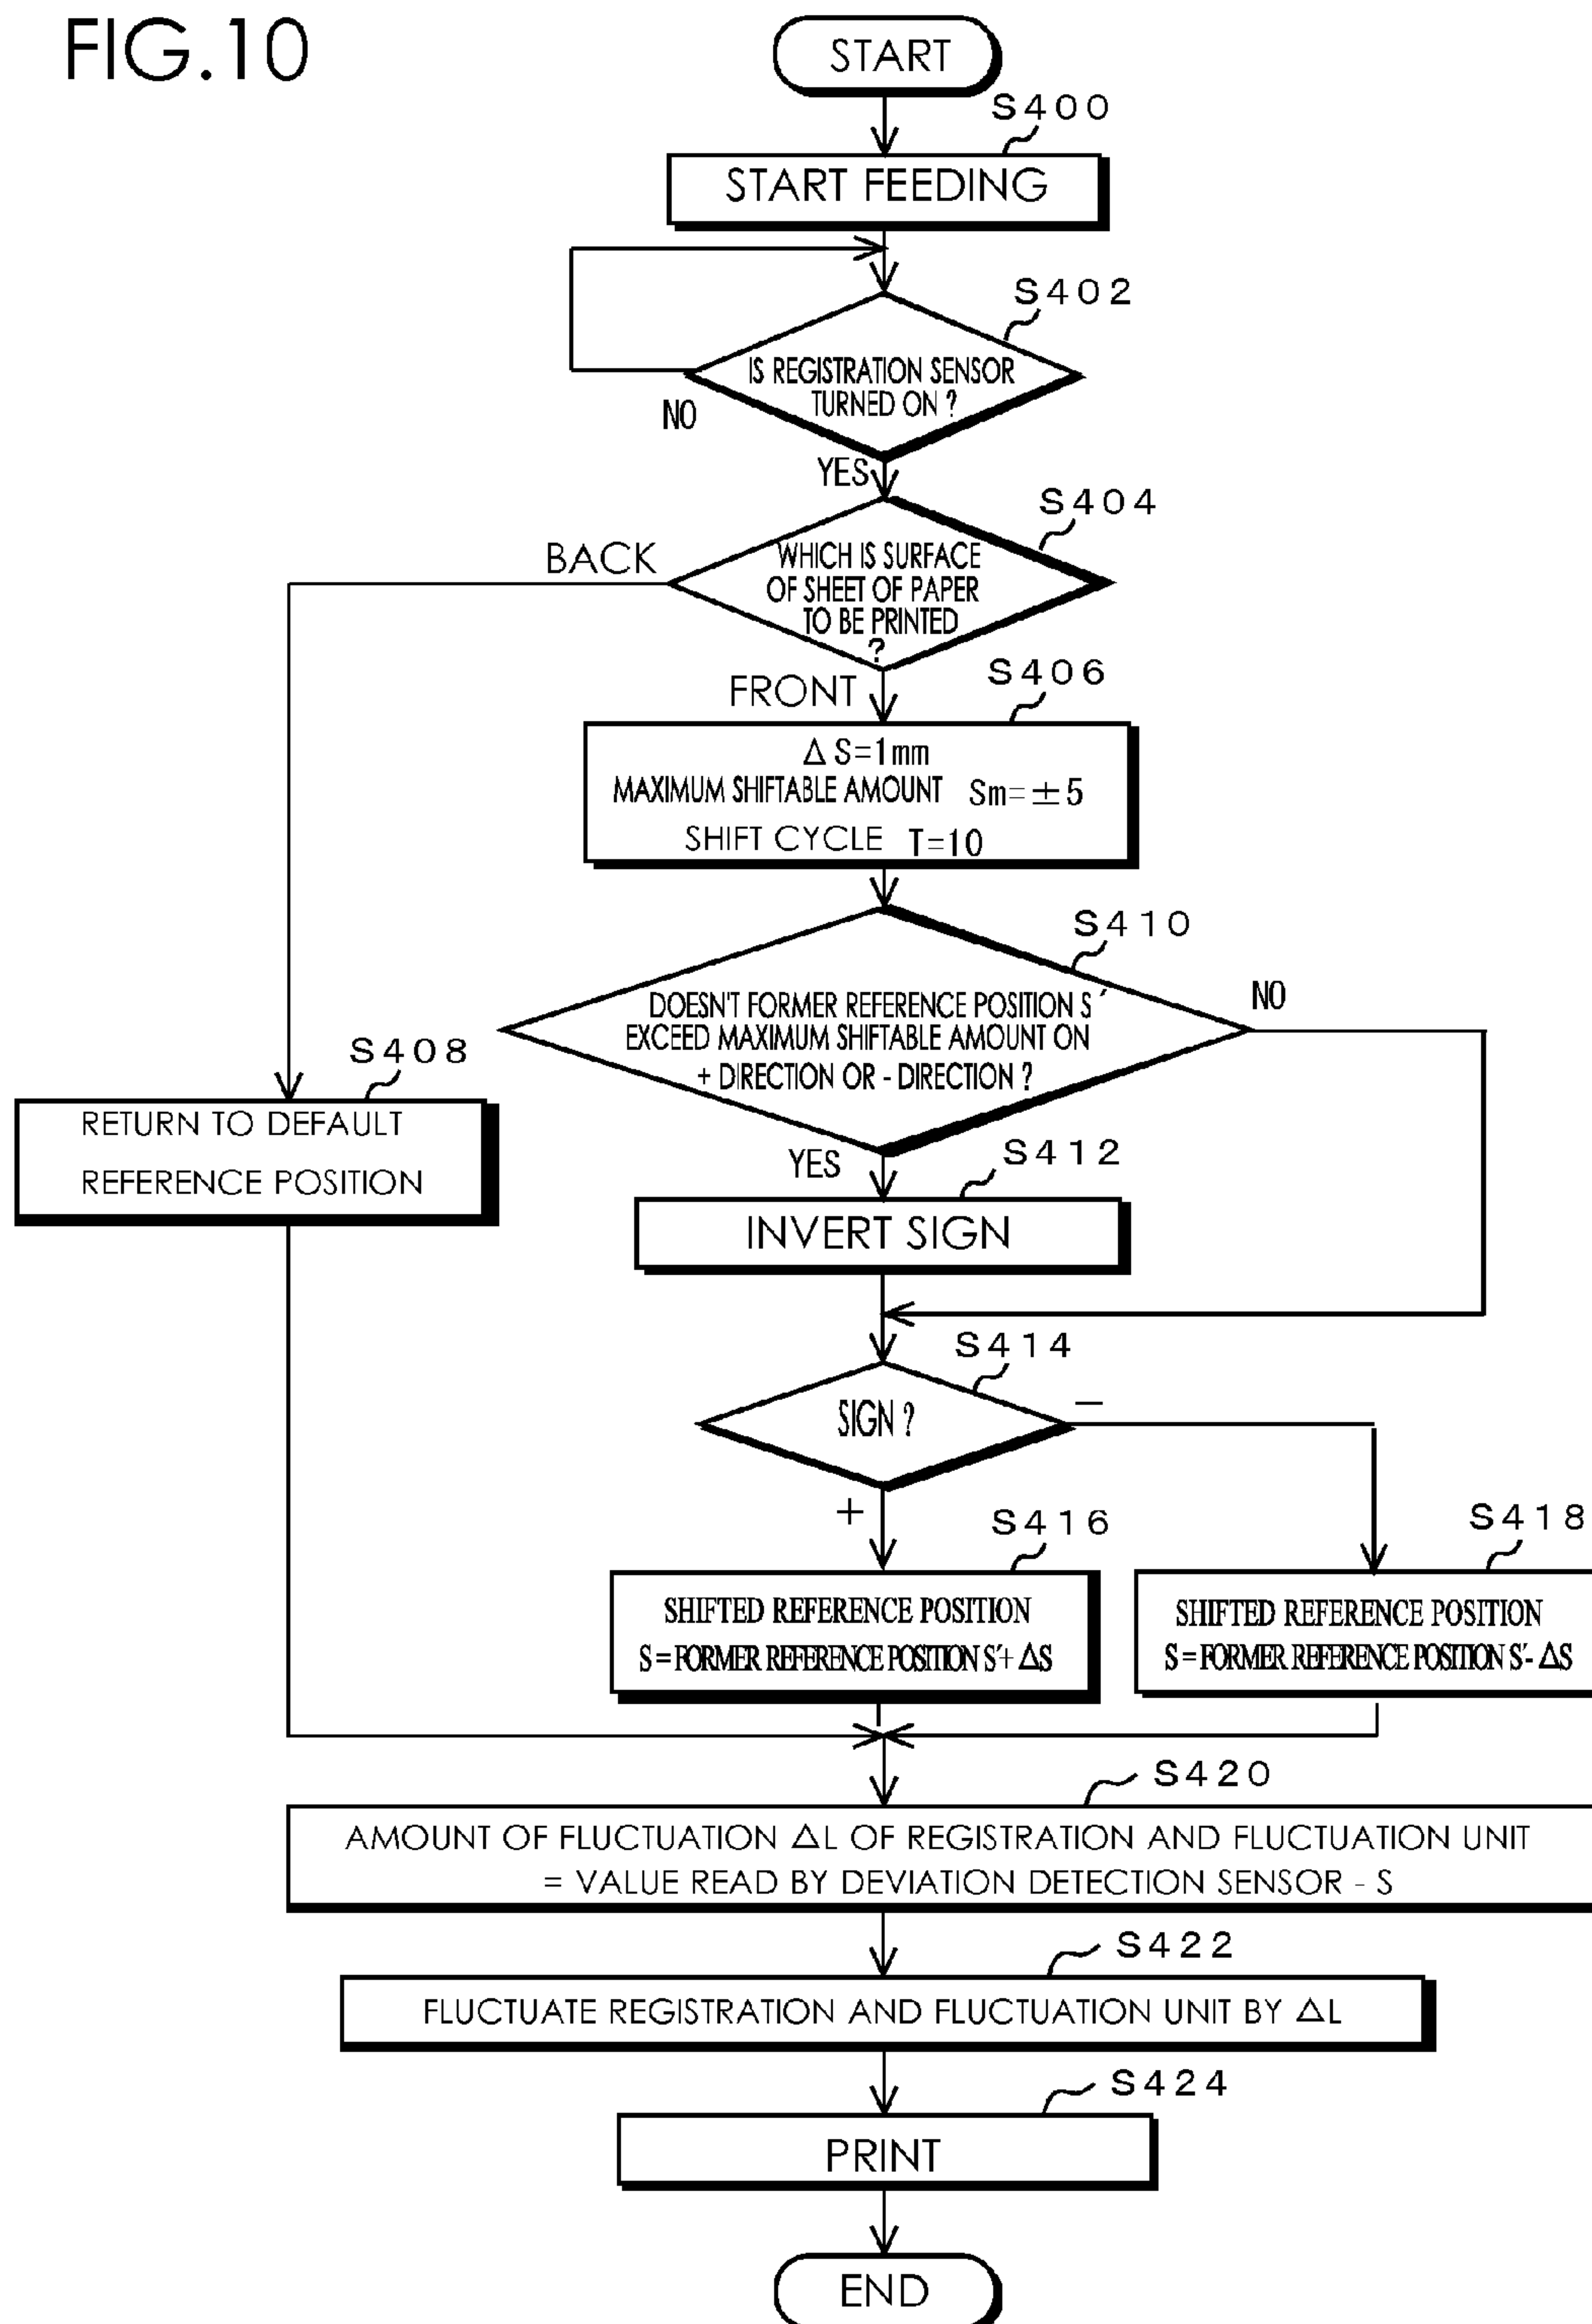 FIG.10
START
S400
START FEEDING
S402
IS REGISTRATION SENSOR
TURNED ON ?
NO
YES
S404
WHICH IS SURFACE
OF SHEET OF PAPER
TO BE PRINTED
?
BACK
FRONT
S406
Δ S=1mm
MAXIMUM SHIFTABLE AMOUNT Sm=±5
SHIFT CYCLE T=10
S410
DOESN'T FORMER REFERENCE POSITION S´
EXCEED MAXIMUM SHIFTABLE AMOUNT ON
+ DIRECTION OR - DIRECTION ?
NO
S408
RETURN TO DEFAULT
REFERENCE POSITION
YES
S412
INVERT SIGN
S414
SIGN ?
−
+
S416
SHIFTED REFERENCE POSITION
S = FORMER REFERENCE POSITION S´+ ΔS
S418
SHIFTED REFERENCE POSITION
S = FORMER REFERENCE POSITION S´- ΔS
S420
AMOUNT OF FLUCTUATION ΔL OF REGISTRATION AND FLUCTUATION UNIT
= VALUE READ BY DEVIATION DETECTION SENSOR - S
S422
FLUCTUATE REGISTRATION AND FLUCTUATION UNIT BY ΔL
S424
PRINT
END